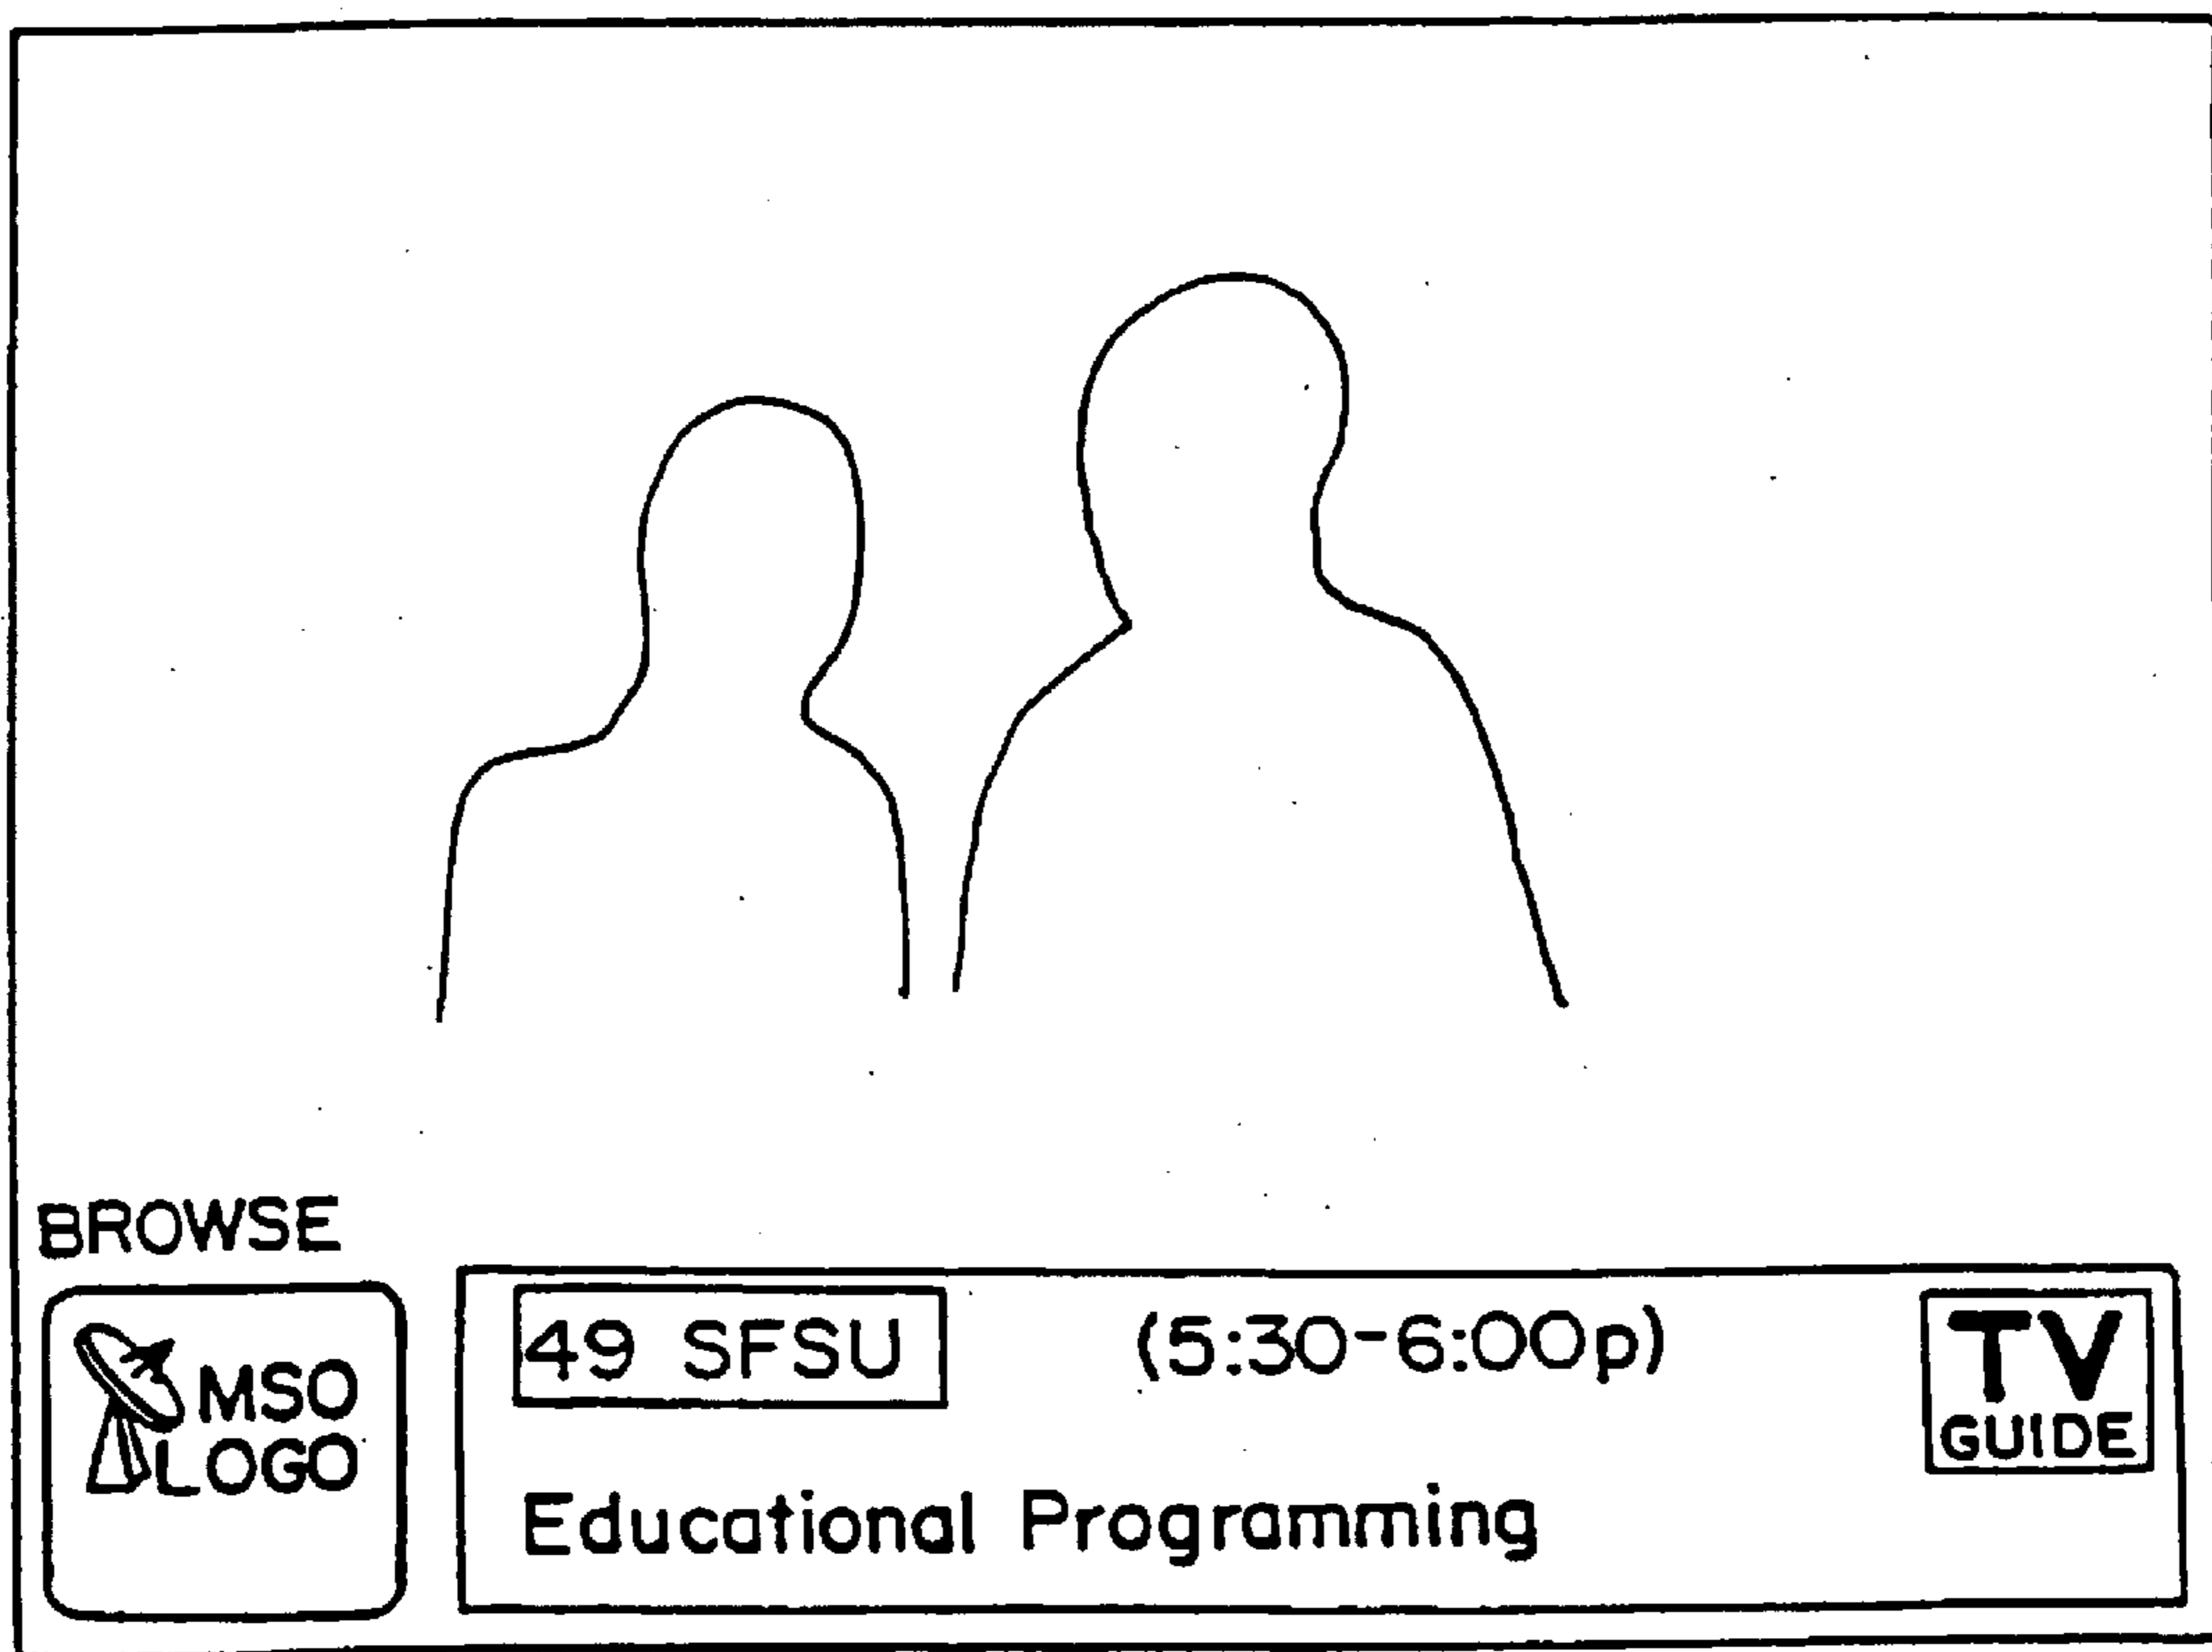 BROWSE
MSO
LOGO
49 SFSU (5:30-6:00p)
TV
GUIDE
Educational Programming